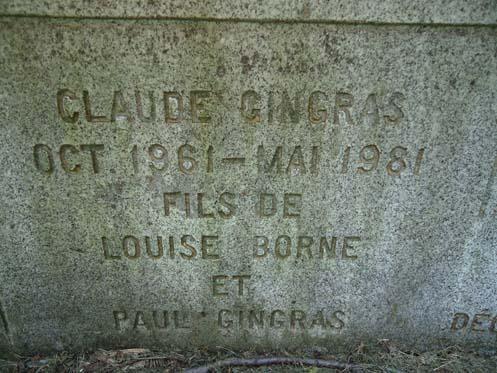 CLAUDE GINGRAS
OCT. 1961 – MAI 1981
FILS DE
LOUISE BORNE
ET
PAUL GINGRAS